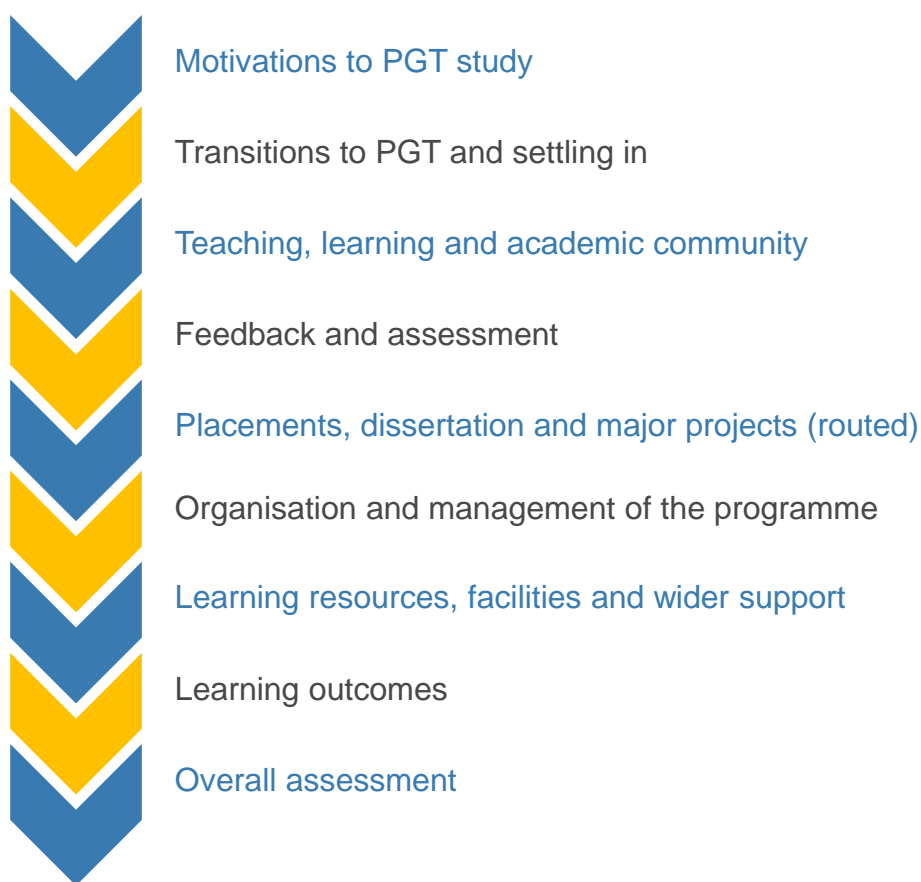 Motivations to PGT study
Transitions to PGT and settling in
Teaching, learning and academic community
Feedback and assessment
Placements, dissertation and major projects (routed)
Organisation and management of the programme
Learning resources, facilities and wider support
Learning outcomes
Overall assessment